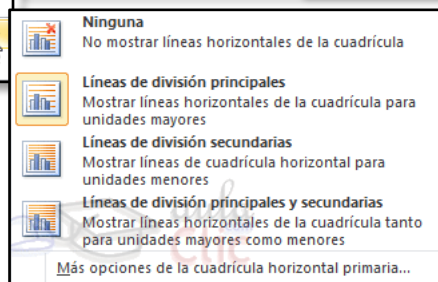 Ninguna
No mostrar líneas horizontales de la cuadrícula
Líneas de división principales
Mostrar líneas horizontales de la cuadrícula para
unidades mayores
Líneas de división secundarias
Mostrar líneas de cuadrícula horizontal para
unidades menores
Líneas de división principales y secundarias
Mostrar líneas horizontales de la cuadrícula tanto
para unidades mayores como menores
aula
clic
Más opciones de la cuadrícula horizontal primaria...